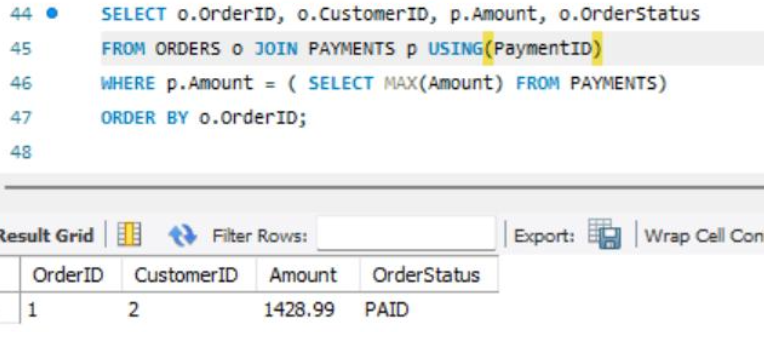 44 SELECT o.OrderID, o.CustomerID, p.Amount, o.OrderStatus
45 FROM ORDERS o JOIN PAYMENTS p USING(PaymentID)
46 WHERE p.Amount = ( SELECT MAX(Amount) FROM PAYMENTS)
47 ORDER BY o.OrderID;
48
Result Grid Filter Rows: Export: Wrap Cell Con
OrderID CustomerID Amount OrderStatus
1 2 1428.99 PAID